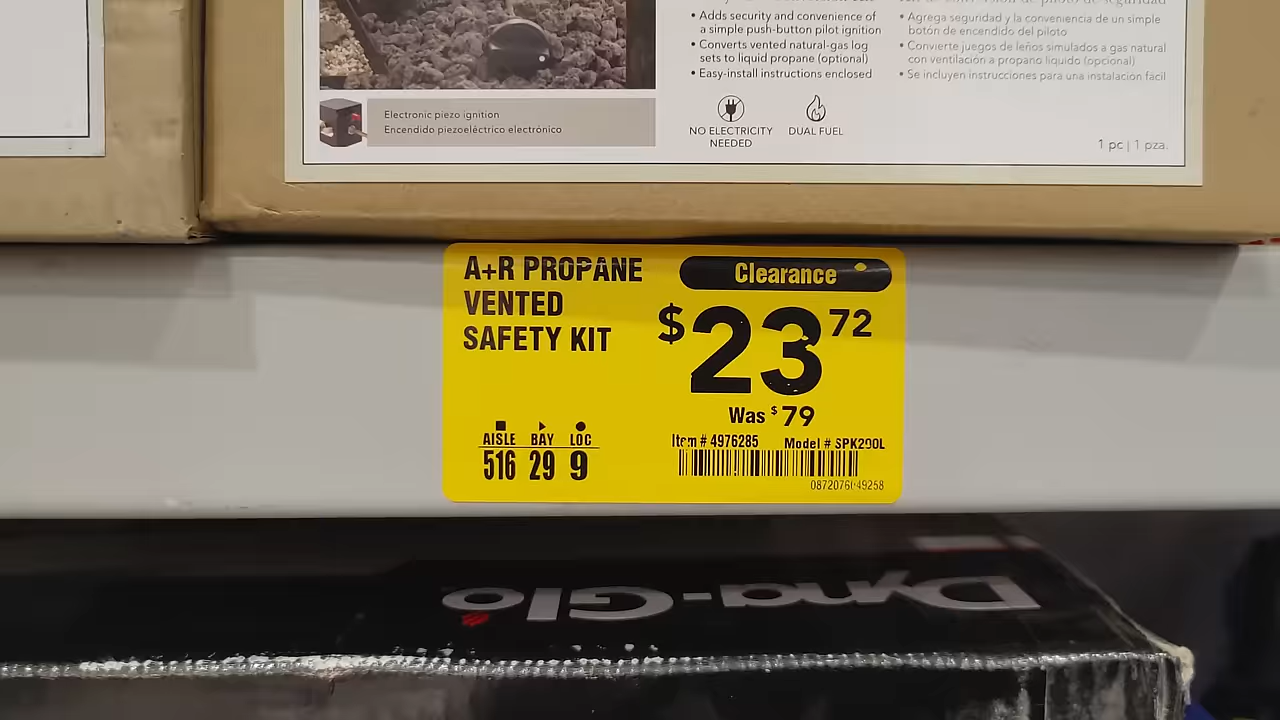 • Adds security and convenience of
a simple push-button pilot ignition
• Converts vented natural-gas log
sets to liquid propane (optional)
• Easy-install instructions enclosed
• Agrega seguridad y la conveniencia de un simple
botón de encendido del piloto
• Convierte juegos de leños simulados a gas natural
con ventilación a propano líquido (opcional)
• Se incluyen instrucciones para una instalación fácil
Electronic piezo ignition
Encendido piezoeléctrico electrónico
NO ELECTRICITY
NEEDED
DUAL FUEL
1 pc | 1 pza.
A+R PROPANE
VENTED
SAFETY KIT
Clearance
$23 72
Was $79
AISLE BAY LOC
516 29 9
Item # 4976285 Model # SPK200L
Dyna-Glo